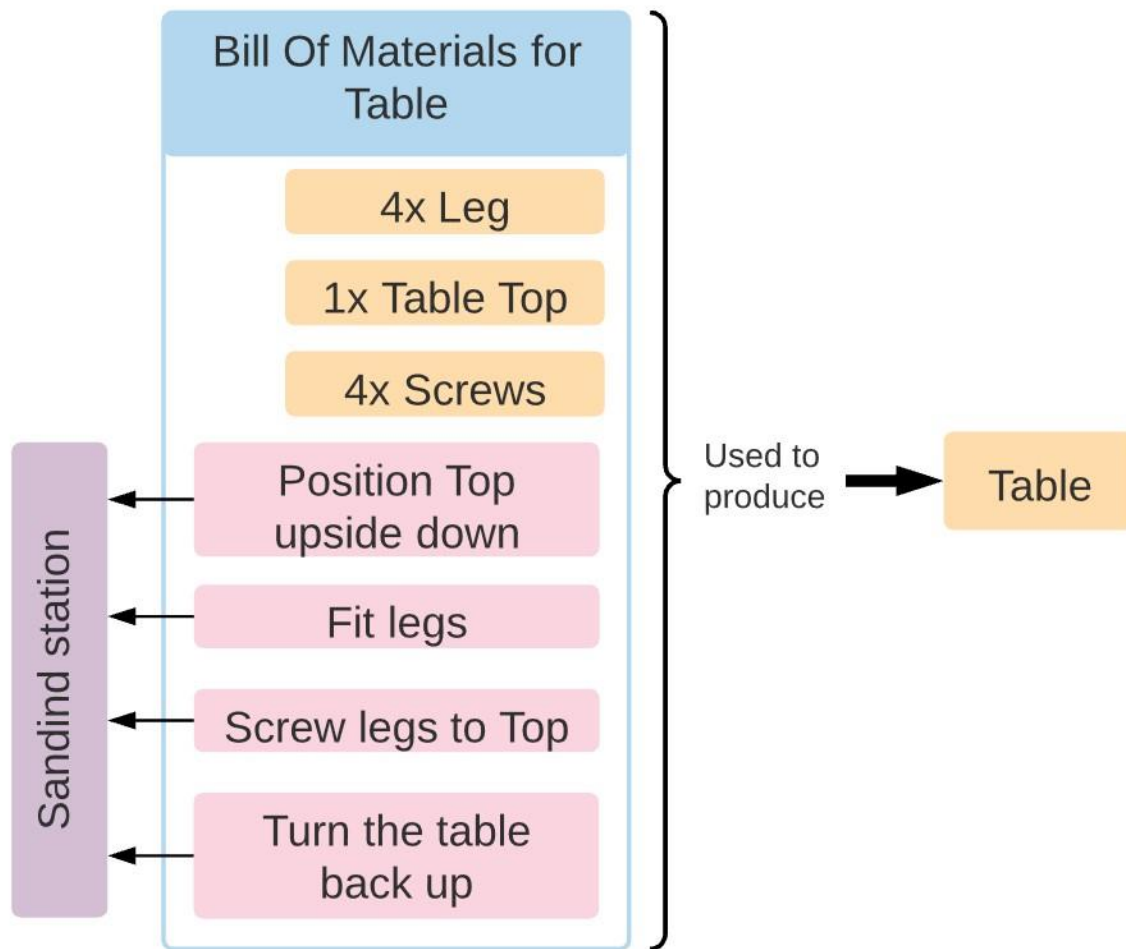 Bill Of Materials for
Table
4x Leg
1x Table Top
4x Screws
Position Top
upside down
Fit legs
Screw legs to Top
Turn the table
back up
Sandind station
Used to
produce
Table